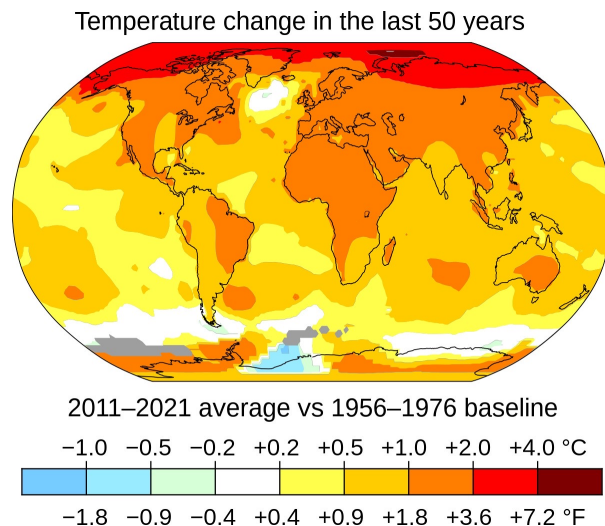 Temperature change in the last 50 years
2011–2021 average vs 1956–1976 baseline
−1.0 −0.5 −0.2 +0.2 +0.5 +1.0 +2.0 +4.0 °C
−1.8 −0.9 −0.4 +0.4 +0.9 +1.8 +3.6 +7.2 °F